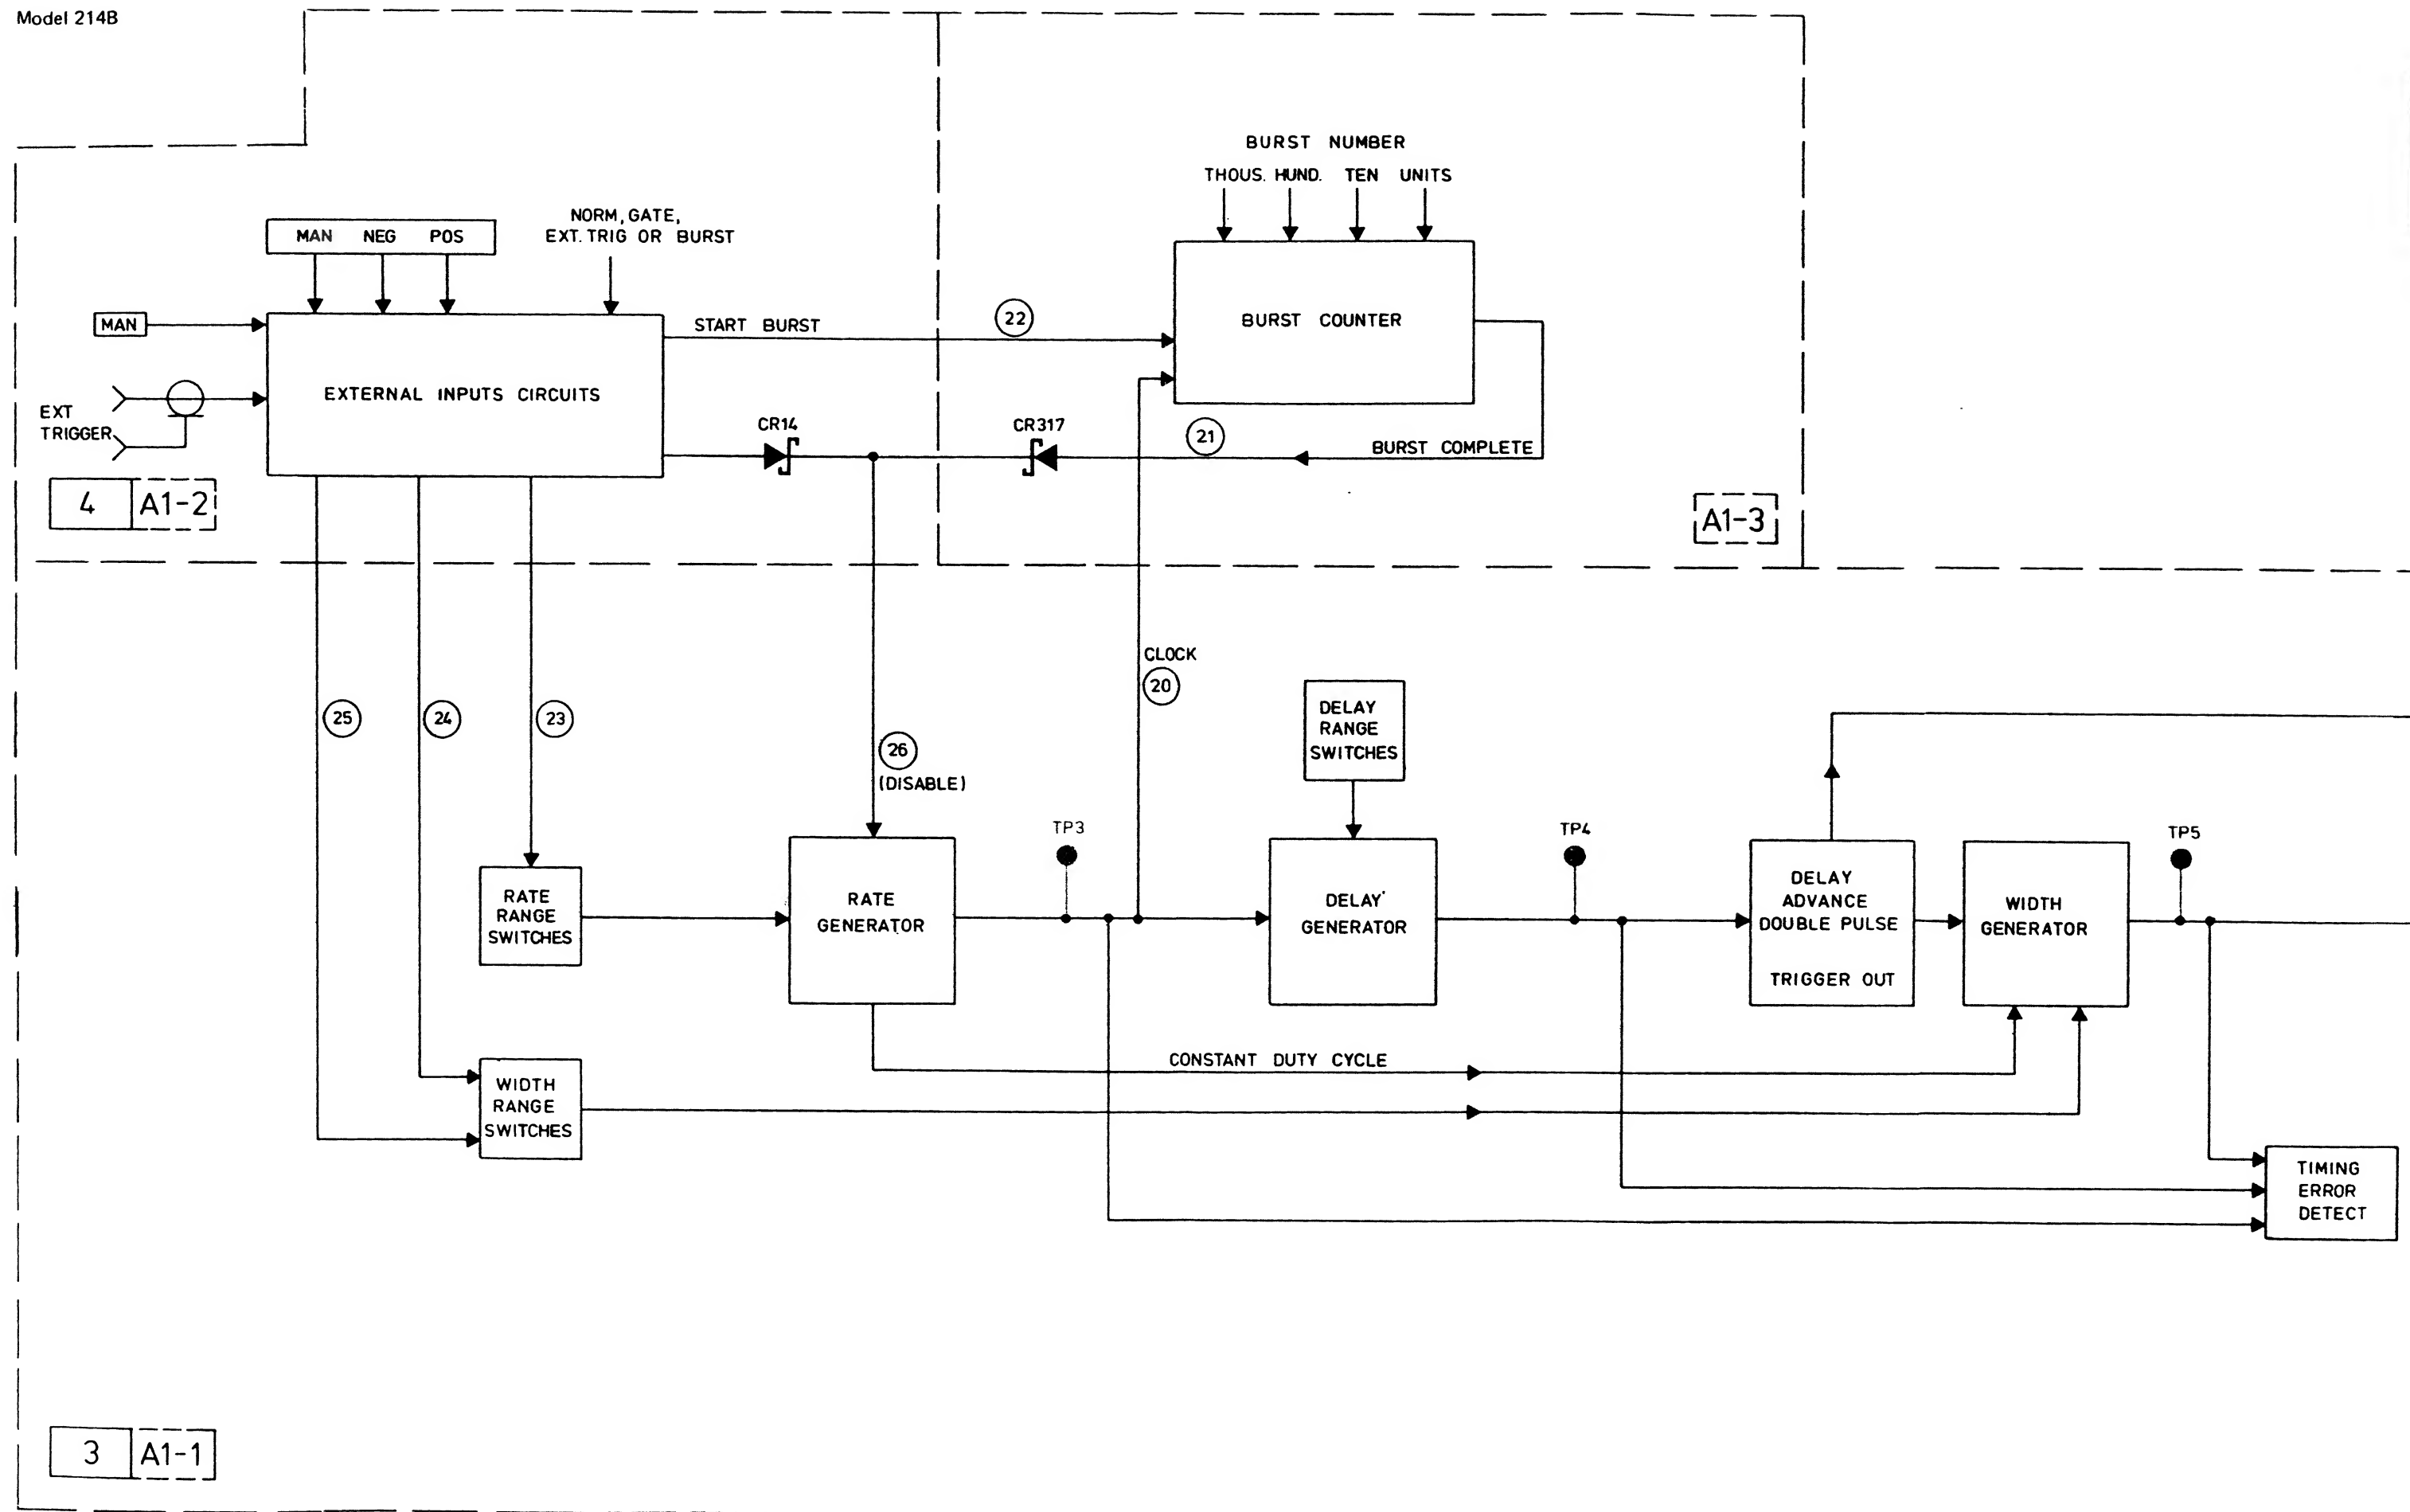 Model 214B
BURST NUMBER
THOUS. HUND. TEN UNITS
NORM, GATE,
EXT. TRIG OR BURST
MAN NEG POS
MAN
START BURST
22
BURST COUNTER
EXTERNAL INPUTS CIRCUITS
EXT
TRIGGER
CR14
CR317
21
BURST COMPLETE
4 A1-2
A1-3
CLOCK
20
25
24
23
26
(DISABLE)
DELAY
RANGE
SWITCHES
TP3
TP4
TP5
RATE
RANGE
SWITCHES
RATE
GENERATOR
DELAY
GENERATOR
DELAY
ADVANCE
DOUBLE PULSE
TRIGGER OUT
WIDTH
GENERATOR
CONSTANT DUTY CYCLE
WIDTH
RANGE
SWITCHES
TIMING
ERROR
DETECT
3 A1-1